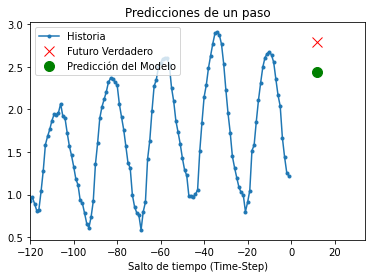 Predicciones de un paso
Historia
Futuro Verdadero
Predicción del Modelo
3.0
2.5
2.0
1.5
1.0
0.5
−120 −100 −80 −60 −40 −20 0 20
Salto de tiempo (Time-Step)